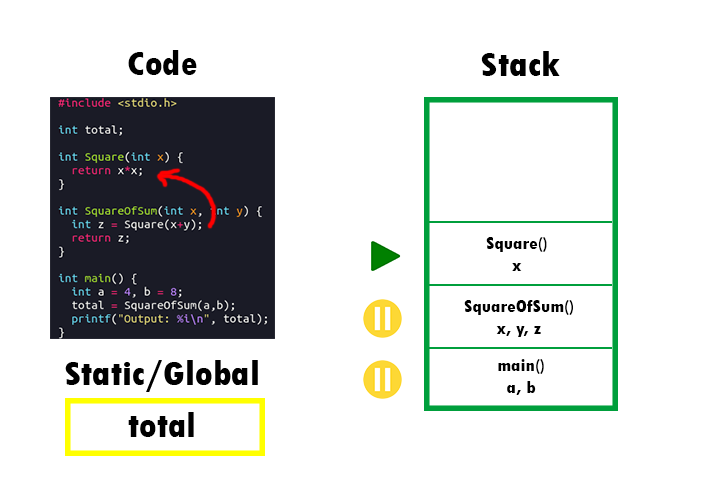 Code
#include <stdio.h>
int total;
int Square(int x) {
return x*x;
}
int SquareOfSum(int x, int y) {
int z = Square(x+y);
return z;
}
int main() {
int a = 4, b = 8;
total = SquareOfSum(a,b);
printf("Output: %i\n", total);
}
Static/Global
total
Stack
Square()
x
SquareOfSum()
x, y, z
main()
a, b